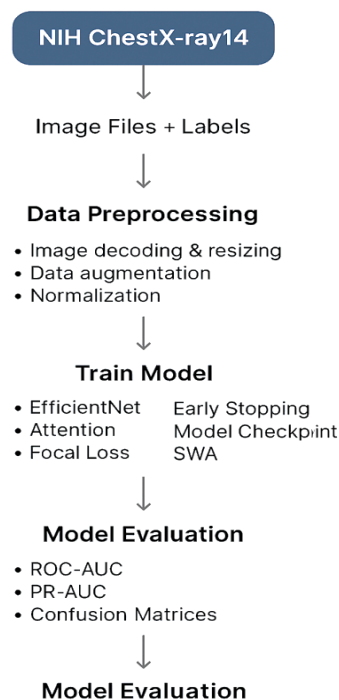 NIH ChestX-ray14
Image Files + Labels
Data Preprocessing
• Image decoding & resizing
• Data augmentation
• Normalization
Train Model
• EfficientNet
• Attention
• Focal Loss
Early Stopping
Model Checkpoint
SWA
Model Evaluation
• ROC-AUC
• PR-AUC
• Confusion Matrices
Model Evaluation